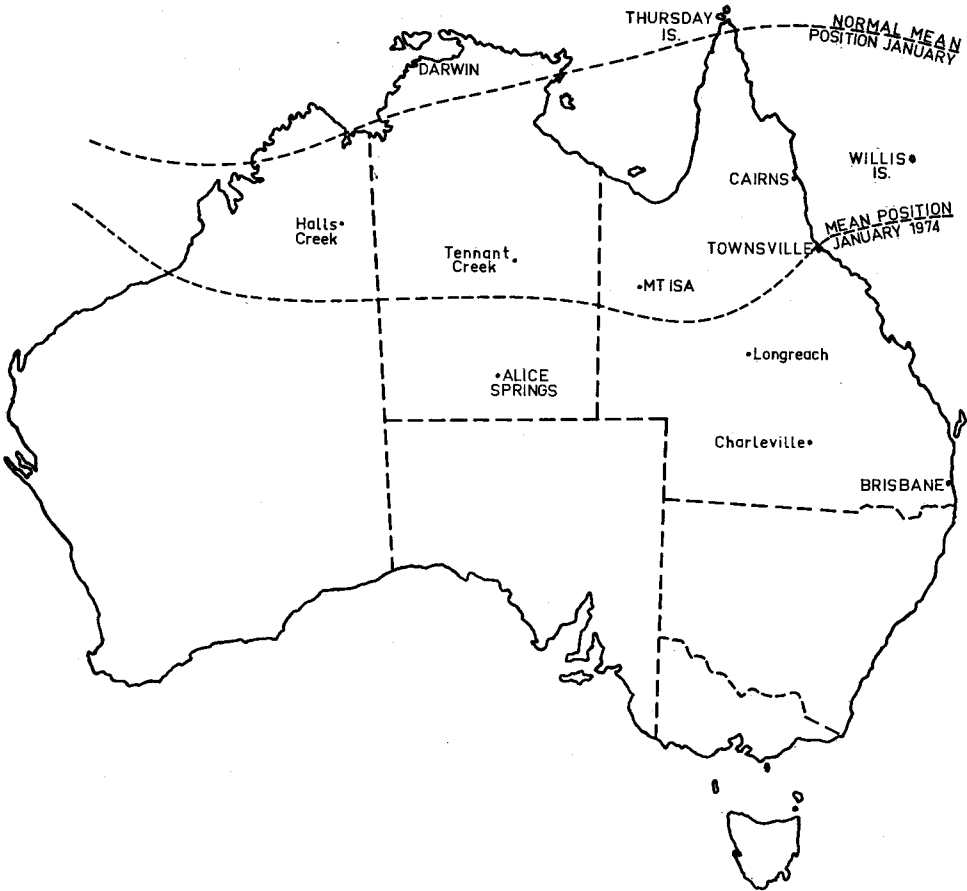 THURSDAY
IS.
NORMAL MEAN
POSITION JANUARY
DARWIN
WILLIS
IS.
CAIRNS
MEAN POSITION
JANUARY 1974
Halls
Creek
TOWNSVILLE
Tennant
Creek
MT ISA
Longreach
ALICE
SPRINGS
Charleville
BRISBANE